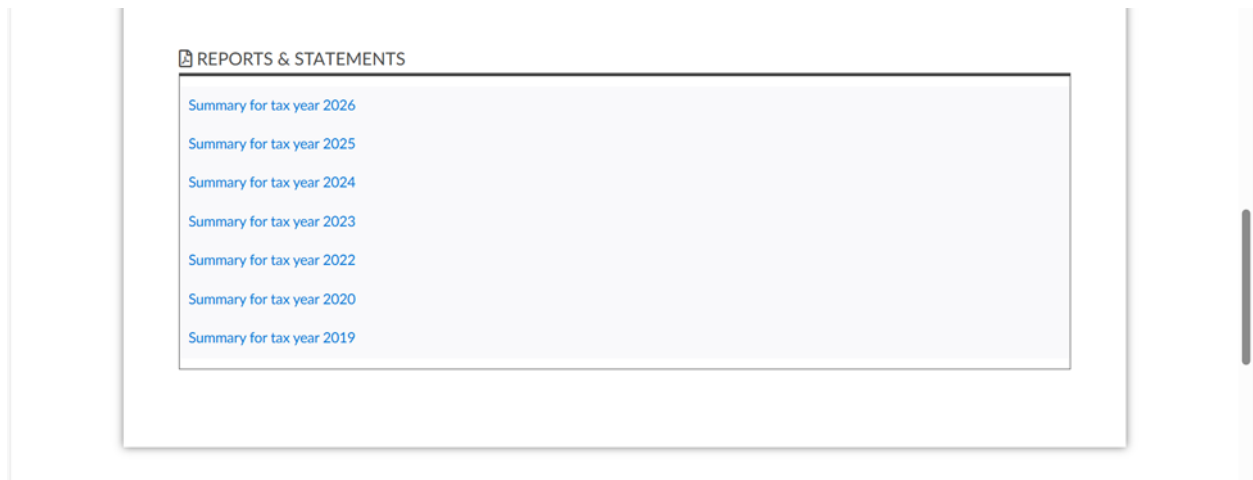 REPORTS & STATEMENTS
Summary for tax year 2026
Summary for tax year 2025
Summary for tax year 2024
Summary for tax year 2023
Summary for tax year 2022
Summary for tax year 2020
Summary for tax year 2019